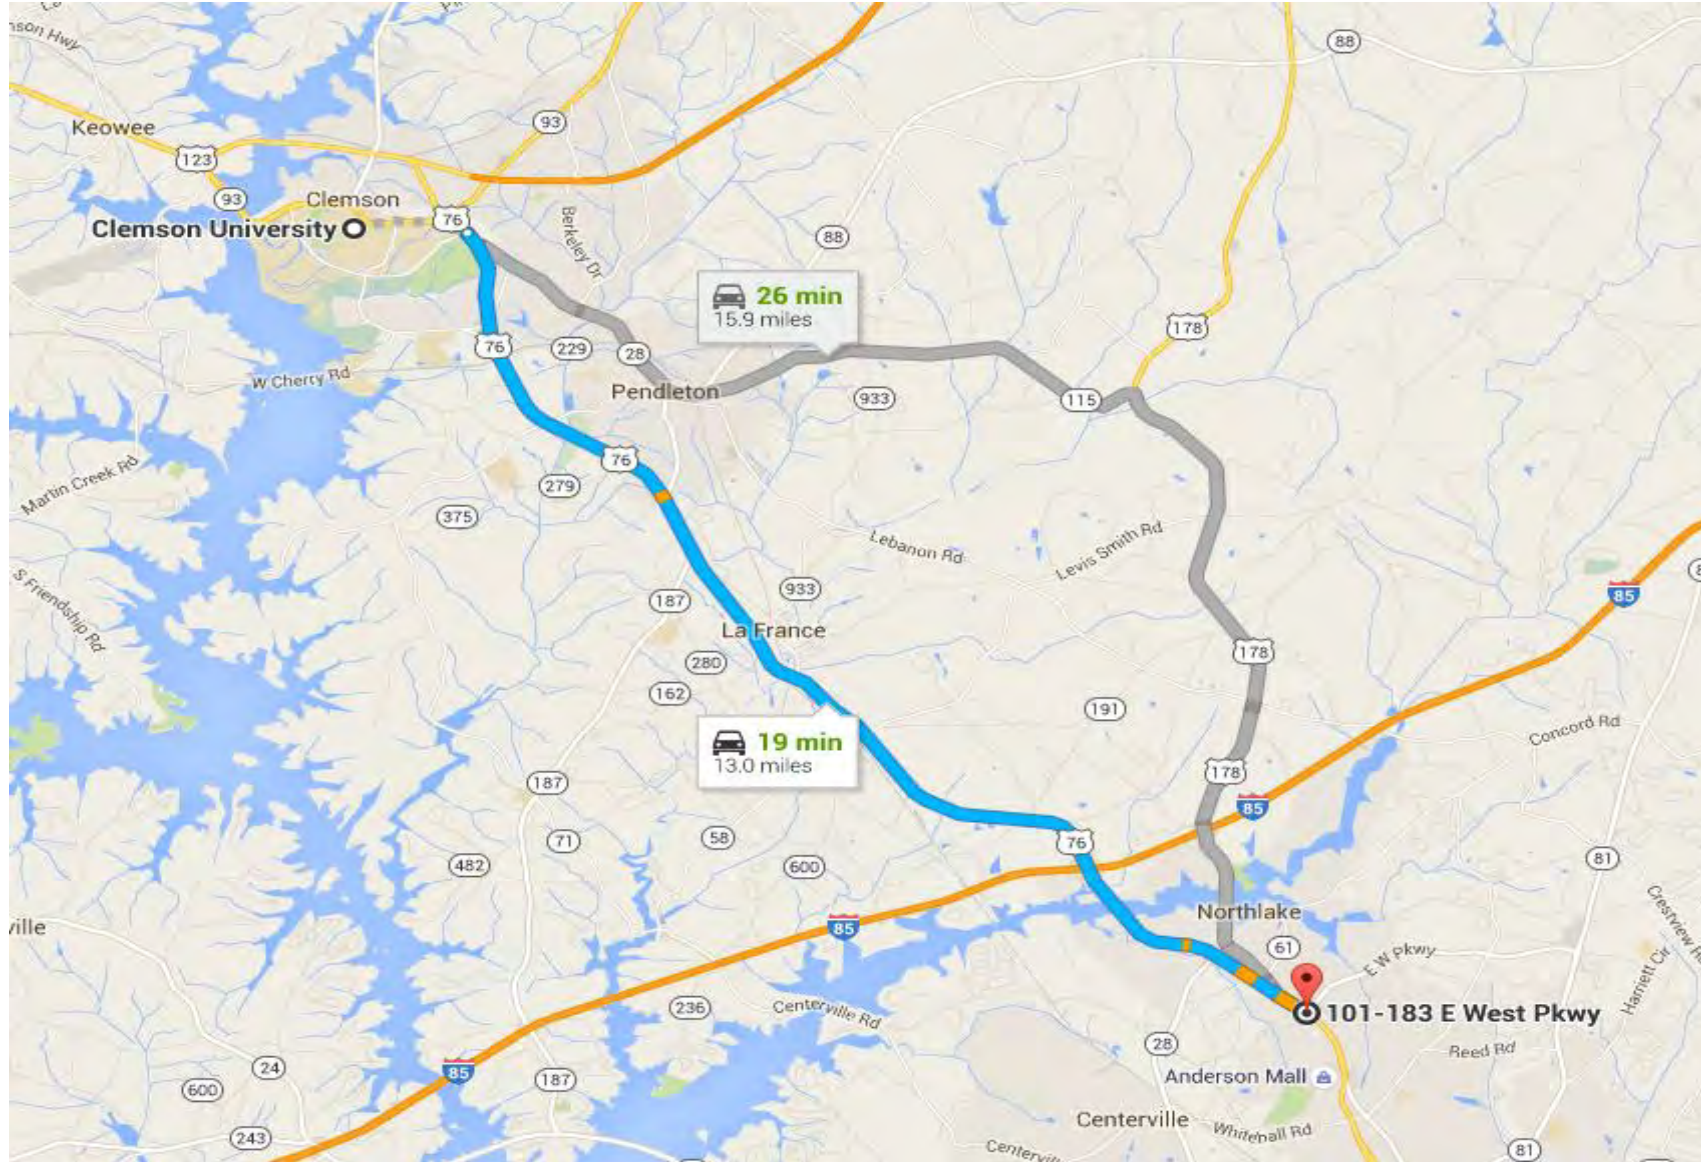 88
93
Keowee
123
93
Clemson
Clemson University
76
Berkeley Dr
88
26 min
15.9 miles
178
76
229
28
W Cherry Rd
Pendleton
933
115
76
Martin Creek Rd
279
375
Lebanon Rd
Levis Smith Rd
S Friendship Rd
933
187
85
La France
280
178
162
191
Concord Rd
19 min
13.0 miles
178
187
85
58
71
76
482
600
81
Crestview
Northlake
ville
85
61
E W Pkwy
Harriett Cir
236
Centerville Rd
101-183 E West Pkwy
28
Reed Rd
24
85
187
600
Anderson Mall
Centerville
Whitehall Rd
243
81